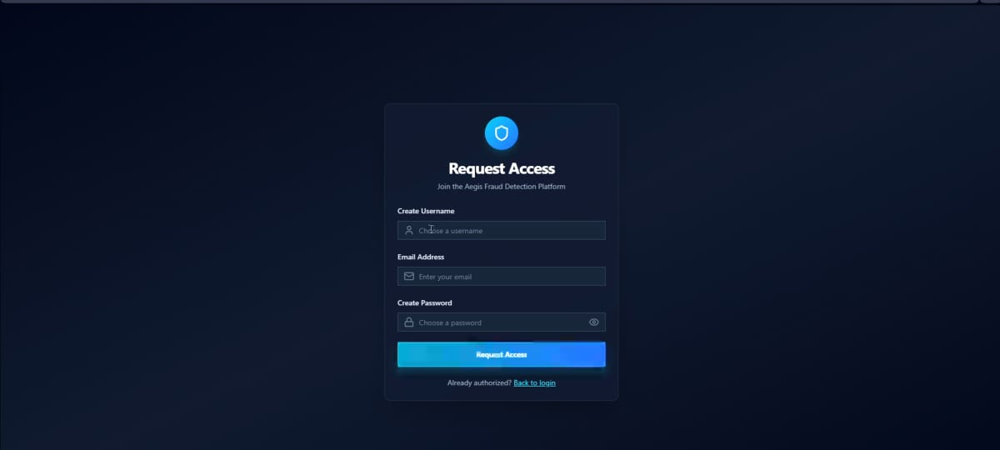 Request Access
Join the Aegis Fraud Detection Platform
Create Username
Choose a username
Email Address
Enter your email
Create Password
Choose a password
Request Access
Already authorized? Back to login